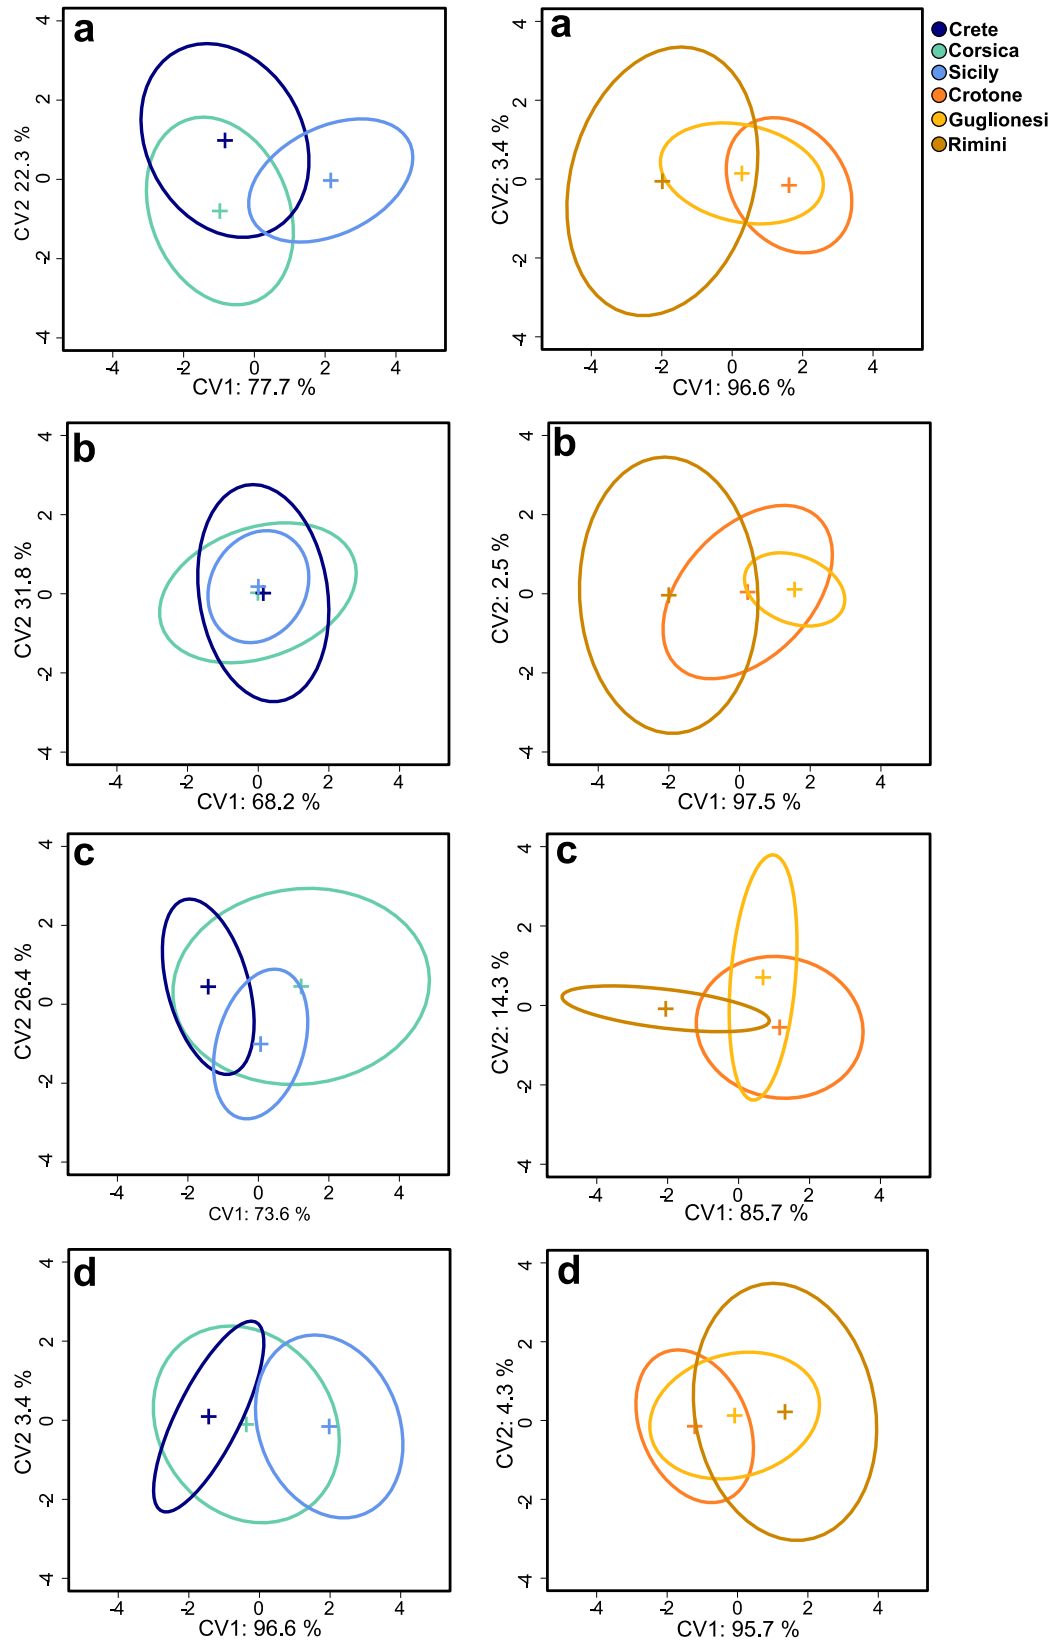 a
4
2
0
-2
-4
CV2 22.3 %
-4
-2
0
2
4
CV1: 77.7 %
a
4
2
0
-2
-4
CV2: 3.4 %
-4
-2
0
2
4
CV1: 96.6 %
Crete
Corsica
Sicily
Crotone
Guglionesi
Rimini
b
4
2
0
-2
-4
CV2 31.8 %
-4
-2
0
2
4
CV1: 68.2 %
b
4
2
0
-2
-4
CV2: 2.5 %
-4
-2
0
2
4
CV1: 97.5 %
c
4
2
0
-2
-4
CV2 26.4 %
-4
-2
0
2
4
CV1: 73.6 %
c
4
2
0
-2
-4
CV2: 14.3 %
-4
-2
0
2
4
CV1: 85.7 %
d
4
2
0
-2
-4
CV2 3.4 %
-4
-2
0
2
4
CV1: 96.6 %
d
4
2
0
-2
-4
CV2: 4.3 %
-4
-2
0
2
4
CV1: 95.7 %